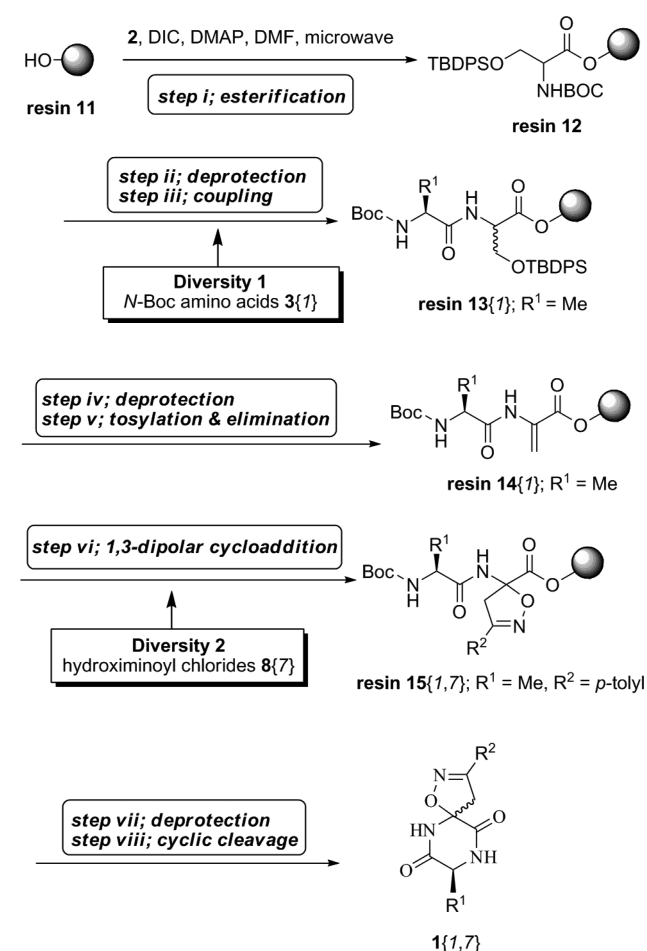 2, DIC, DMAP, DMF, microwave
HO
resin 11
step i; esterification
TBDPSO
O
O
NHBOC
resin 12
step ii; deprotection
step iii; coupling
Diversity 1
N-Boc amino acids 3{1}
R1
Boc
N
H
O
H
N
O
O
OTBDPS
resin 13{1}; R1 = Me
step iv; deprotection
step v; tosylation & elimination
R1
Boc
N
H
O
H
N
O
O
resin 14{1}; R1 = Me
step vi; 1,3-dipolar cycloaddition
Diversity 2
hydroximinoyl chlorides 8{7}
R1
Boc
N
H
O
H
N
O
O
O
N
R2
resin 15{1,7}; R1 = Me, R2 = p-tolyl
step vii; deprotection
step viii; cyclic cleavage
R2
N
O
HN
O
O
NH
R1
1{1,7}